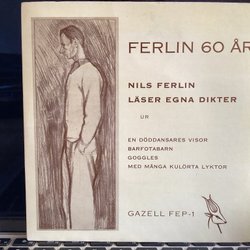 FERLIN 60 ÅR
NILS FERLIN
LÄSER EGNA DIKTER
UR
EN DÖDDANSARES VISOR
BARFOTABARN
GOGGLES
MED MÅNGA KULÖRTA LYKTOR
GAZELL FEP-1